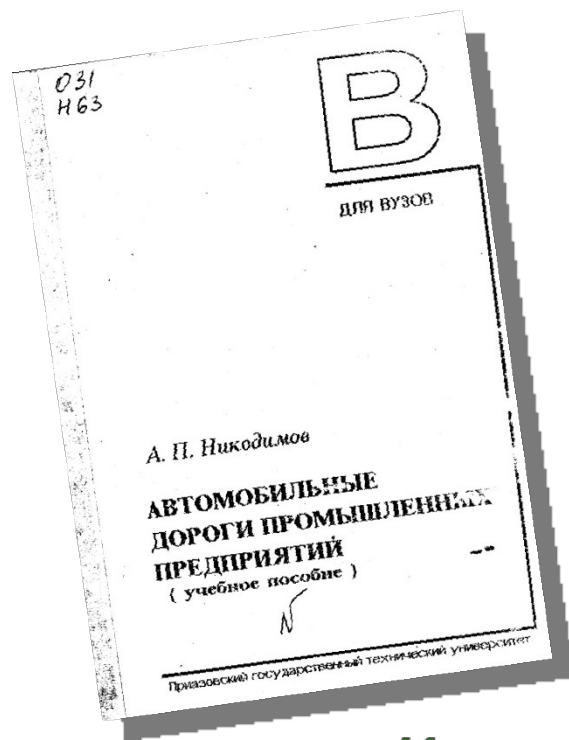 031
Н63
В
ДЛЯ ВУЗОВ
А. П. Никодимов
АВТОМОБИЛЬНЫЕ
ДОРОГИ ПРОМЫШЛЕННЫХ
ПРЕДПРИЯТИЙ
( учебное пособие )
N
Приазовский государственный технический университет